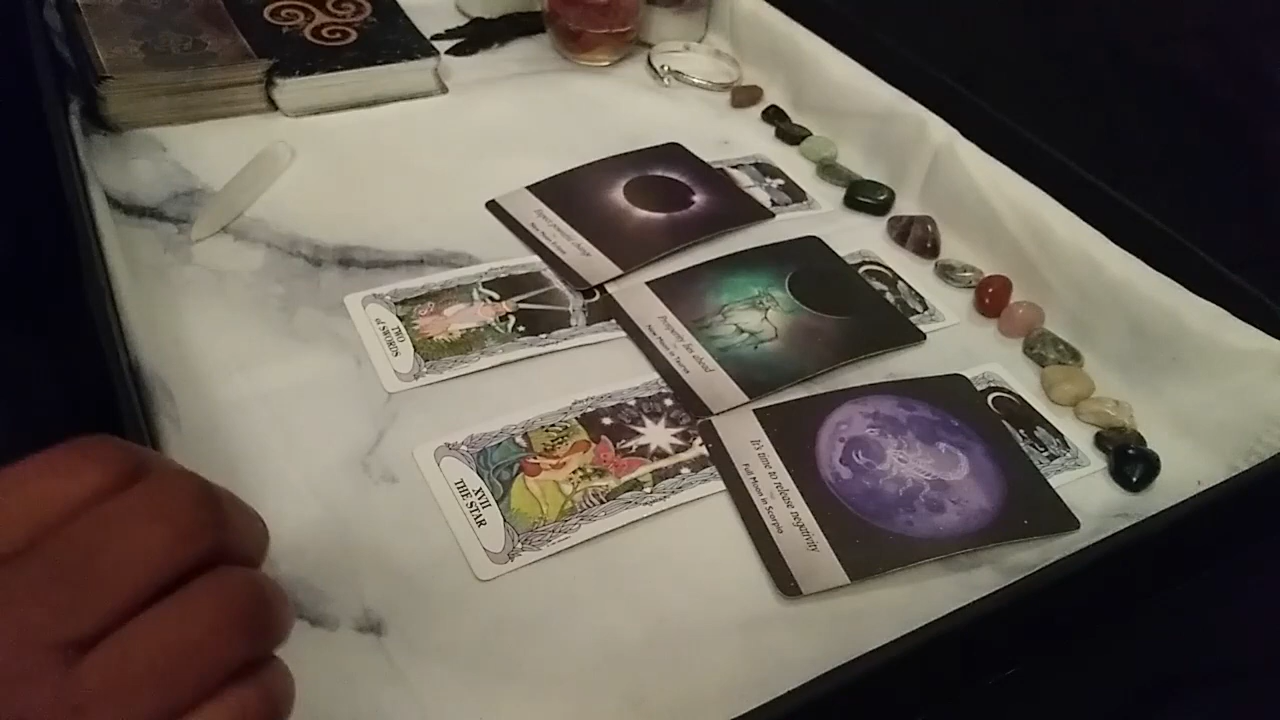 Expect powerful change
New Moon Eclipse
Prosperity lies ahead
New Moon in Taurus
It's time to release negativity
Full Moon in Scorpio
TWO
of SWORDS
XVII
THE STAR